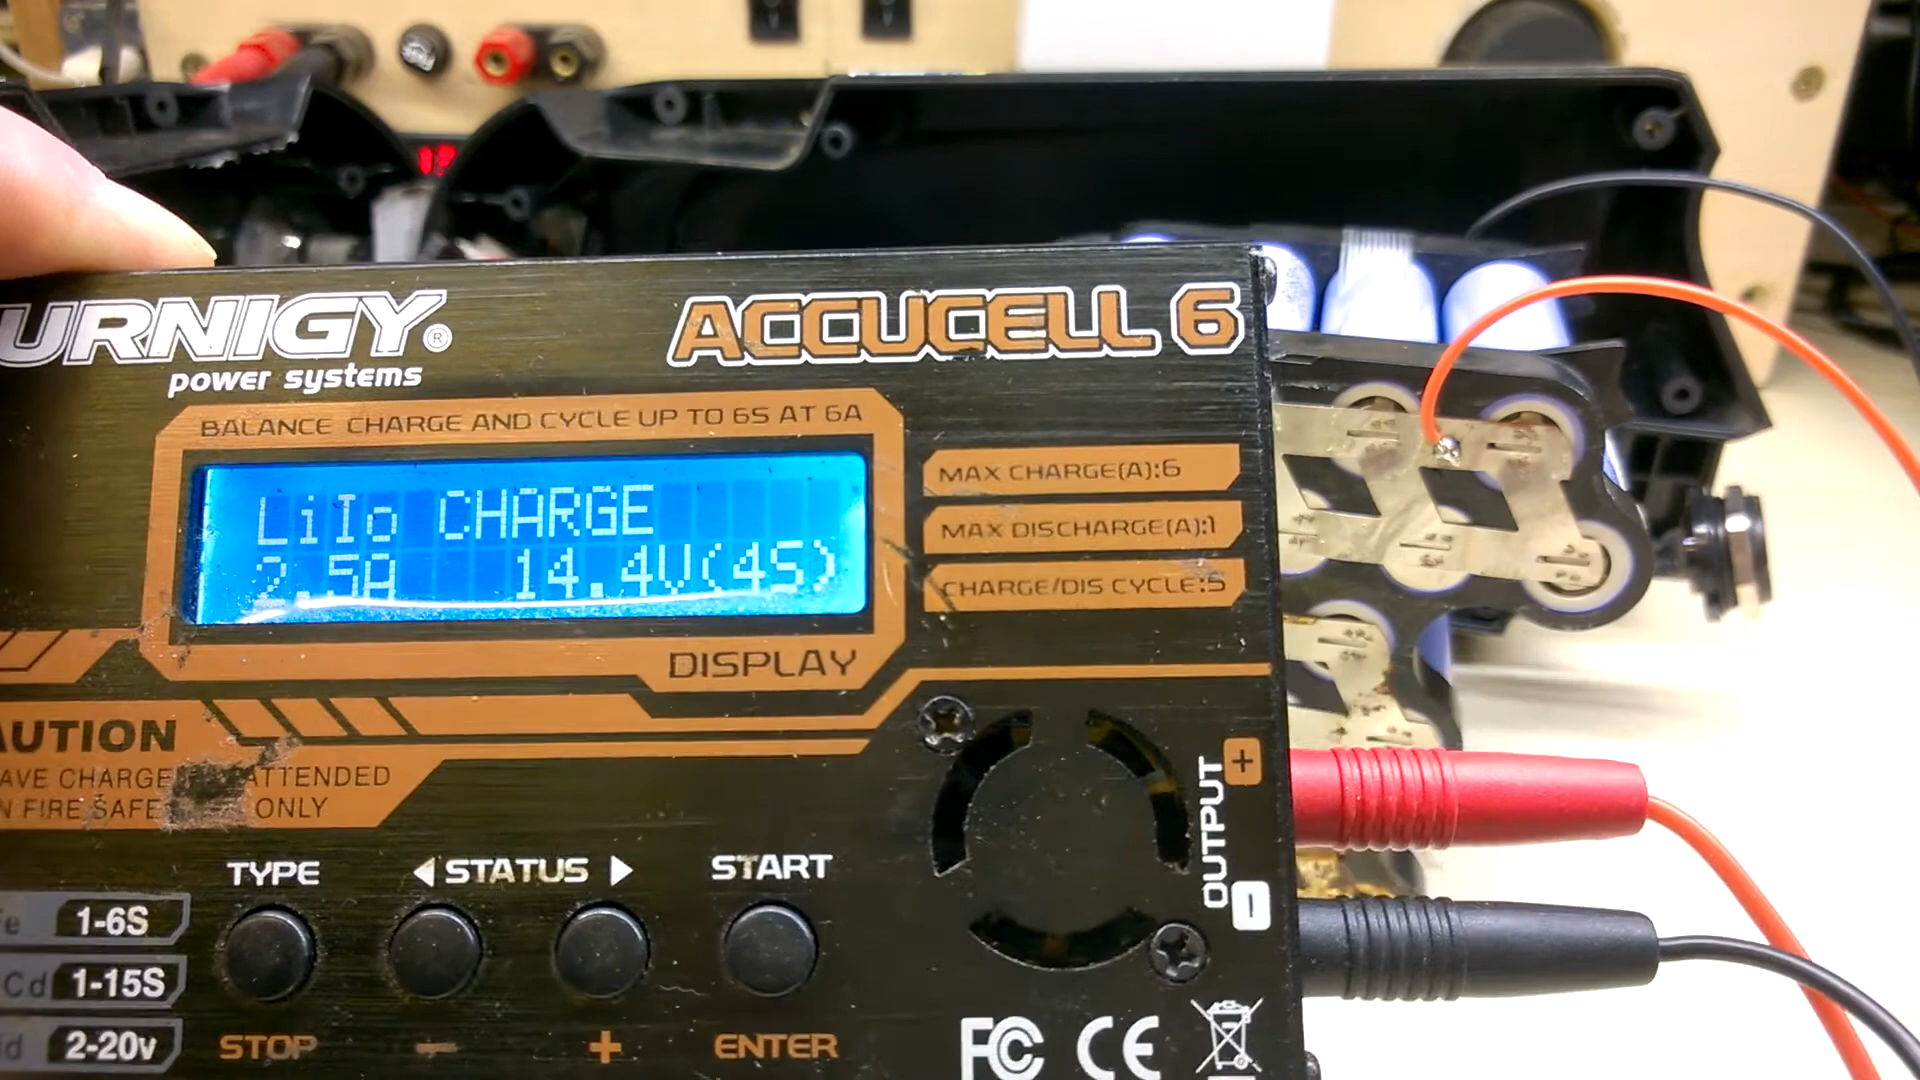 URNIGY®
power systems
ACCUCELL 6
BALANCE CHARGE AND CYCLE UP TO 6S AT 6A
LiIo CHARGE
2.5A 14.4V(4S)
DISPLAY
MAX CHARGE(A):6
MAX DISCHARGE(A):1
CHARGE/DIS CYCLE:5
AUTION
AVE CHARGE ATTENDED
N FIRE SAFE ONLY
OUTPUT
+
−
TYPE
◀ STATUS ▶
START
e 1-6S
Cd 1-15S
d 2-20v
STOP
−
+
ENTER
FC CE